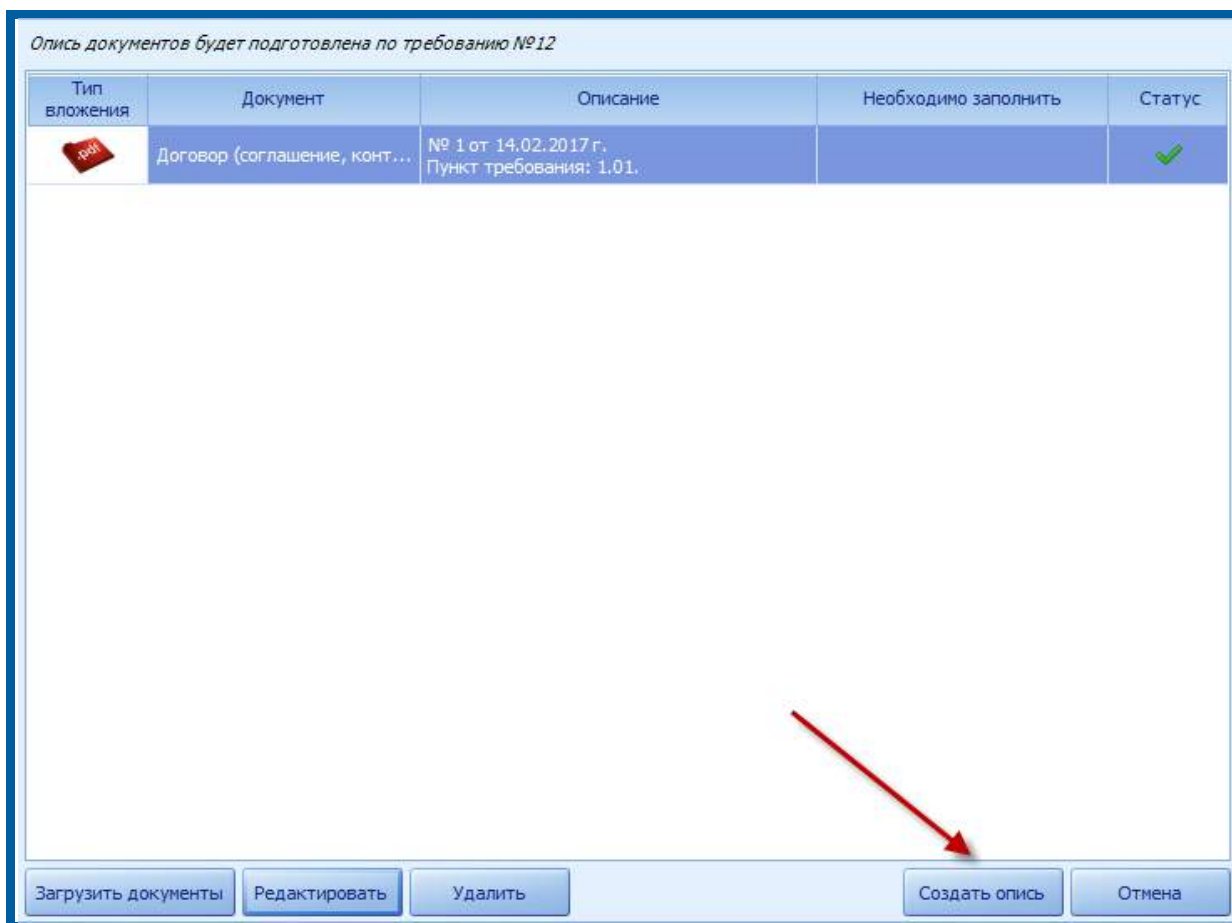 Опись документов будет подготовлена по требованию №12
Тип вложения Документ Описание Необходимо заполнить Статус
.pdf Договор (соглашение, конт... № 1 от 14.02.2017 г.
Пункт требования: 1.01.
Загрузить документы Редактировать Удалить Создать опись Отмена